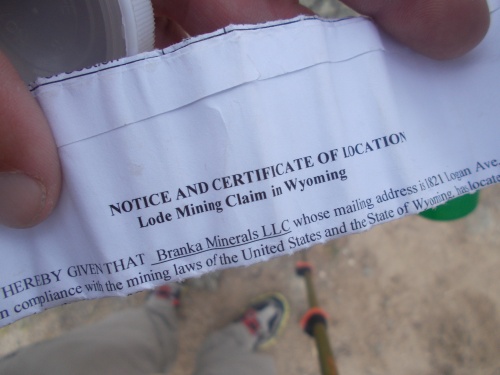 NOTICE AND CERTIFICATE OF LOCATION
Lode Mining Claim in Wyoming
HEREBY GIVEN THAT Branka Minerals LLC whose mailing address is 1821 Logan Ave.
n compliance with the mining laws of the United States and the State of Wyoming, has locate